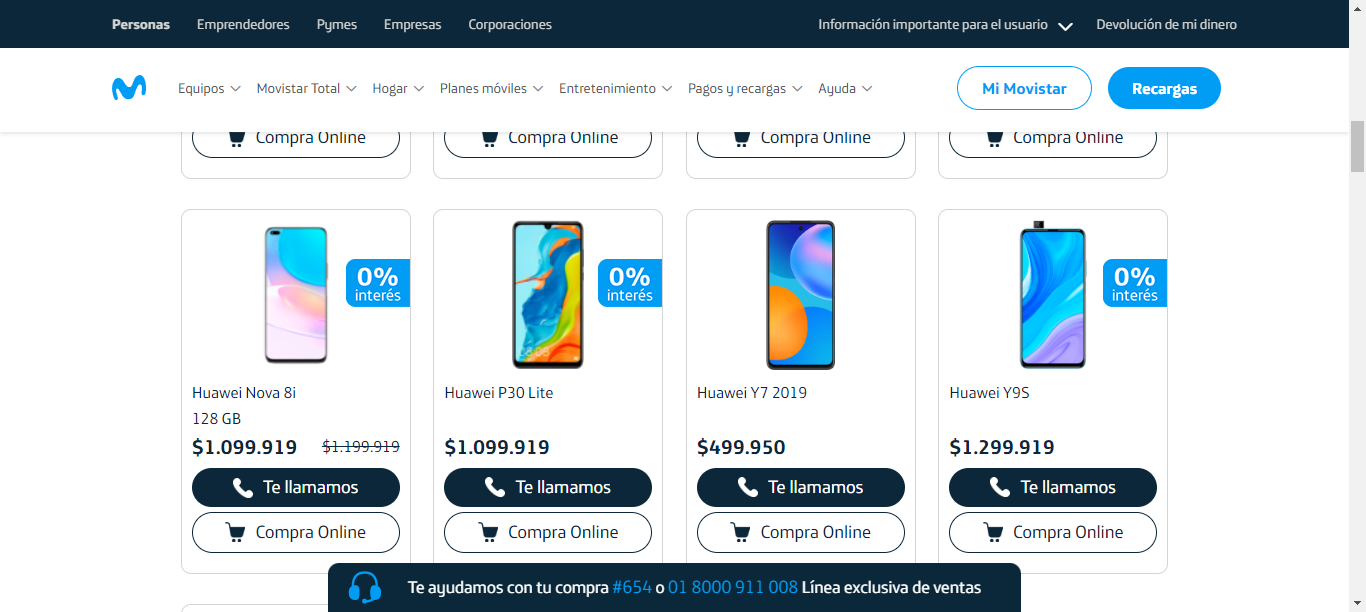 Personas Emprendedores Pymes Empresas Corporaciones Información importante para el usuario Devolución de mi dinero
Equipos Movistar Total Hogar Planes móviles Entretenimiento Pagos y recargas Ayuda Mi Movistar Recargas
Compra Online Compra Online Compra Online Compra Online
0% interés
Huawei Nova 8i
128 GB
$1.099.919 $1.199.919
Te llamamos
Compra Online
0% interés
Huawei P30 Lite
$1.099.919
Te llamamos
Compra Online
Huawei Y7 2019
$499.950
Te llamamos
Compra Online
0% interés
Huawei Y9S
$1.299.919
Te llamamos
Compra Online
Te ayudamos con tu compra #654 o 01 8000 911 008 Línea exclusiva de ventas